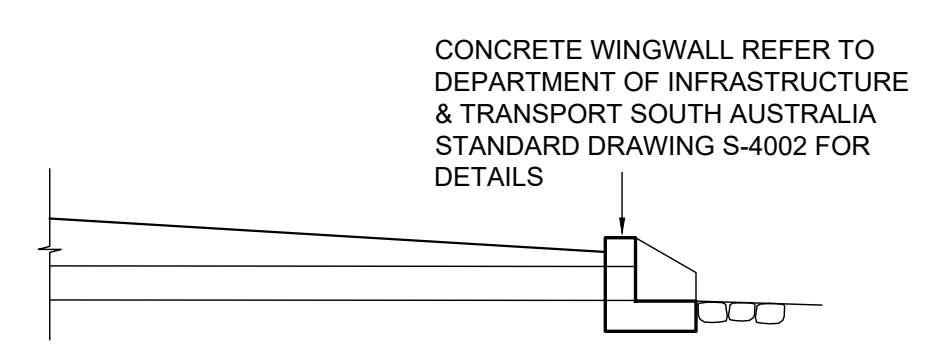 CONCRETE WINGWALL REFER TO
DEPARTMENT OF INFRASTRUCTURE
& TRANSPORT SOUTH AUSTRALIA
STANDARD DRAWING S-4002 FOR
DETAILS